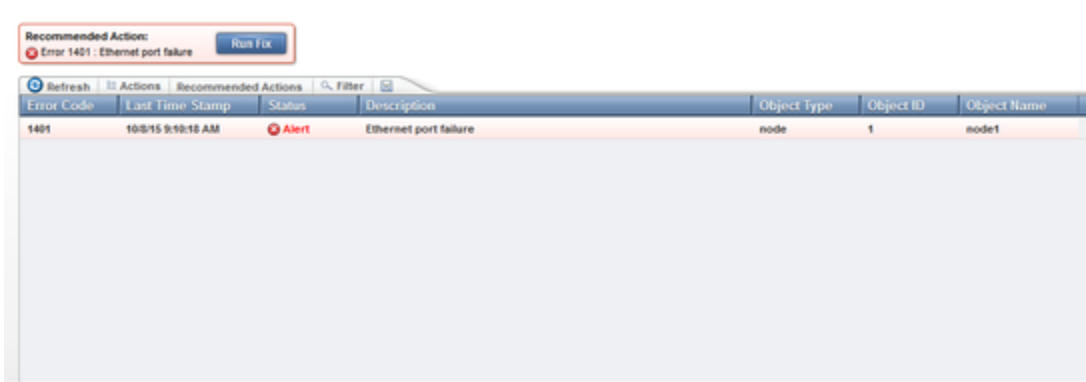 Recommended Action:
Error 1401 : Ethernet port failure
Run Fix
Refresh Actions Recommended Actions Filter
Error Code Last Time Stamp Status Description Object Type Object ID Object Name
1401 10/8/15 9:10:18 AM Alert Ethernet port failure node 1 node1